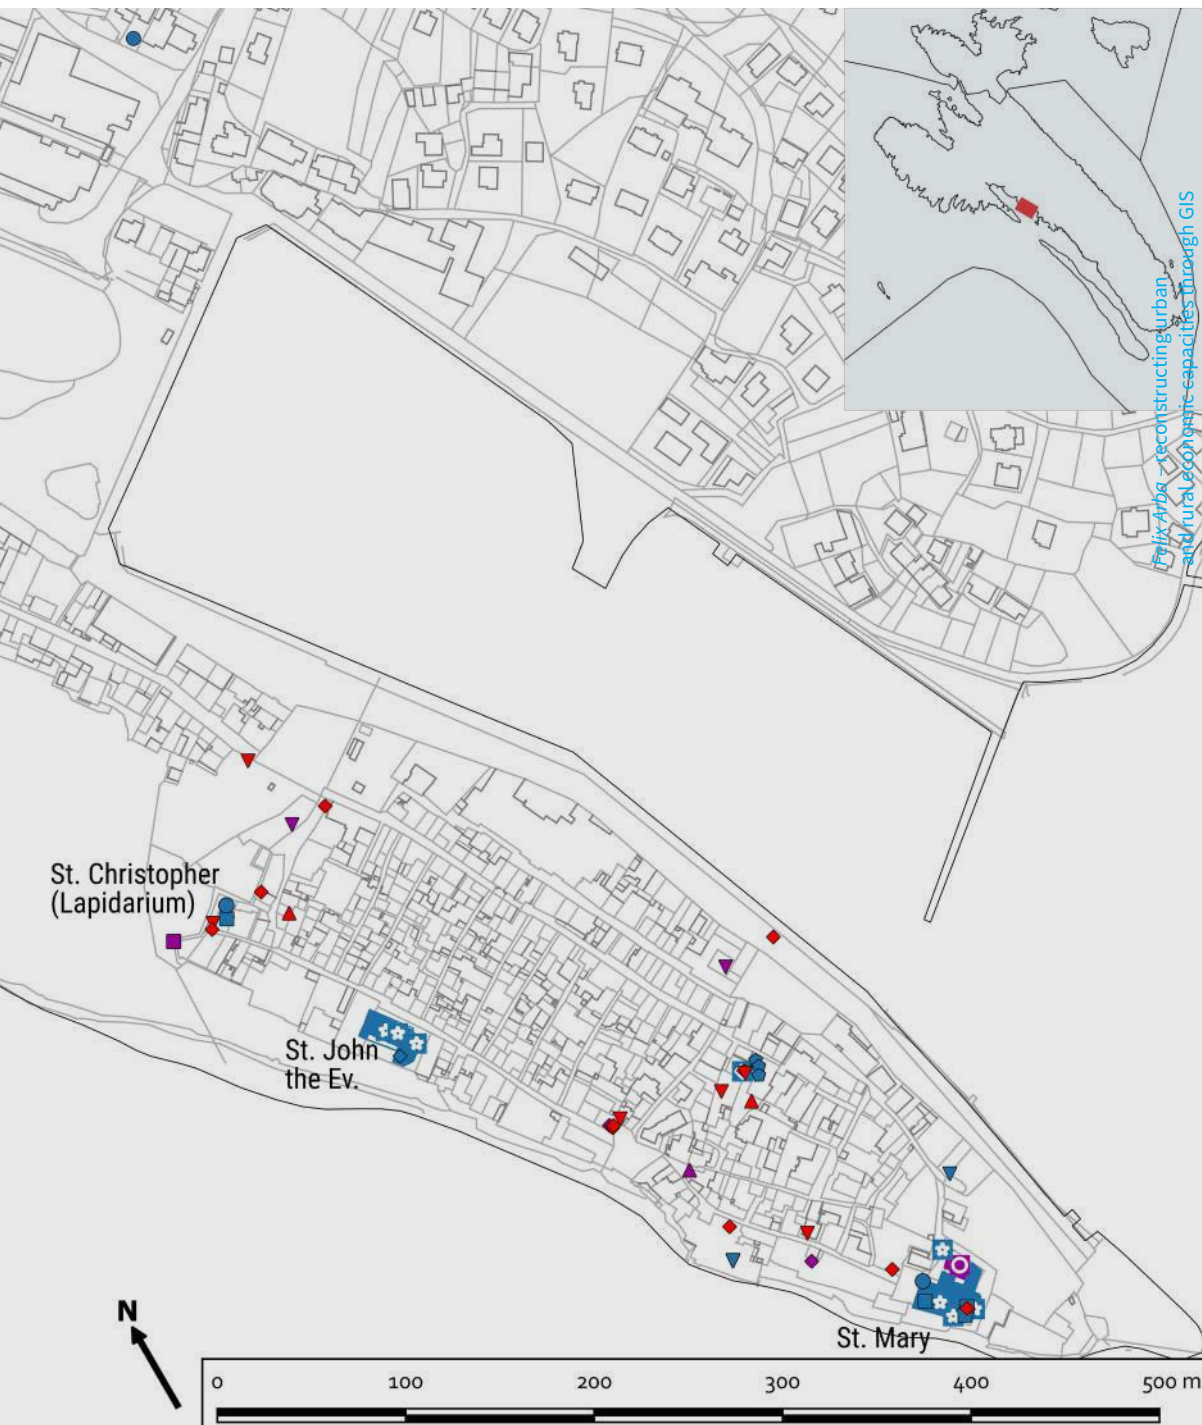 Felix Arba – reconstructing urban
and rural economic capacities through GIS
St. Christopher
(Lapidarium)
St. John
the Ev.
St. Mary
N
0 100 200 300 400 500 m